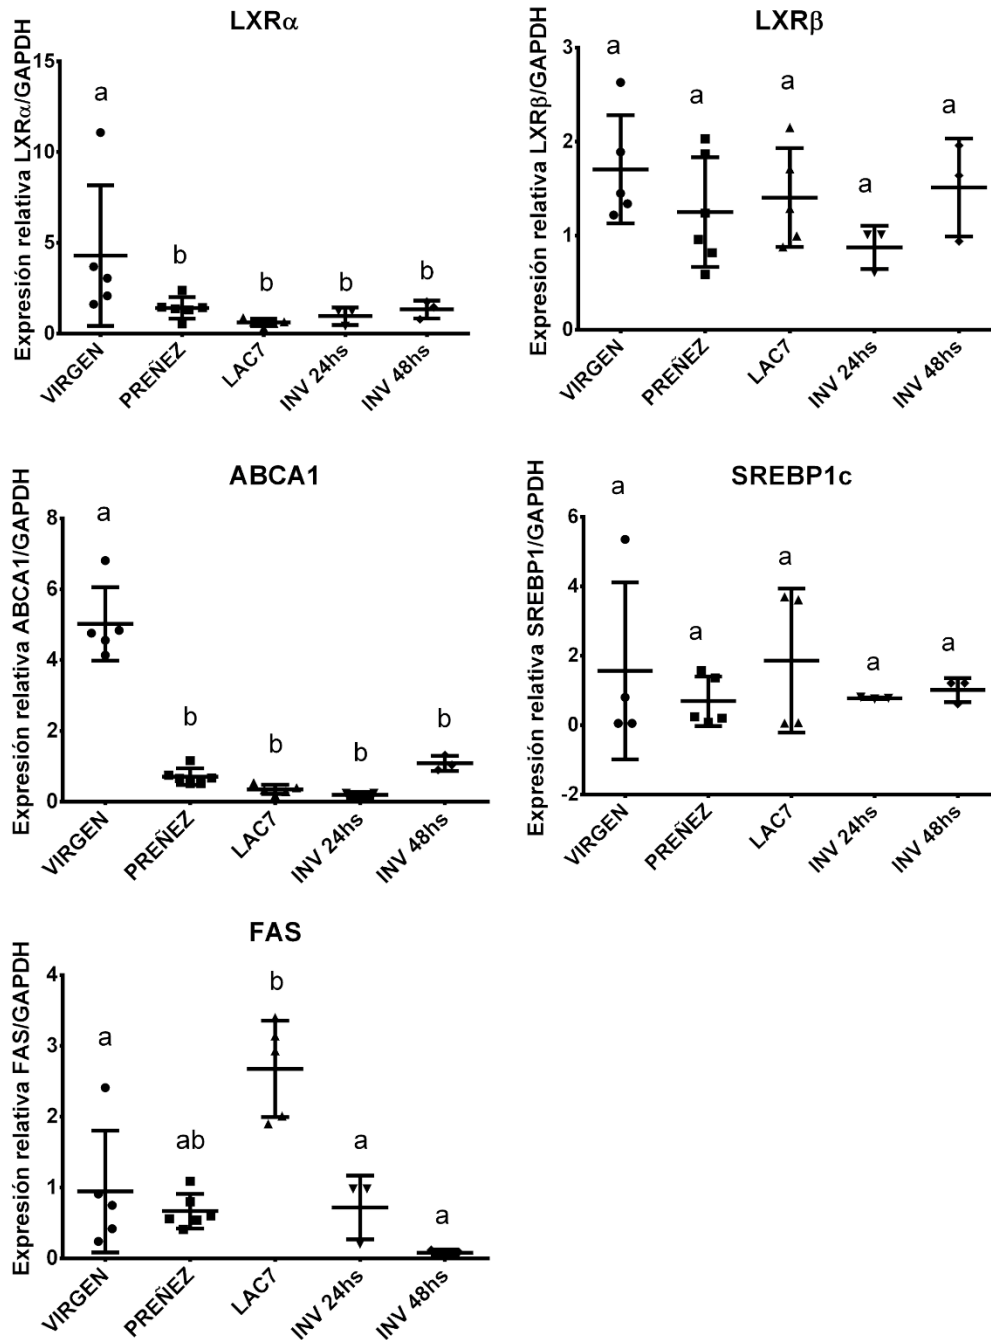 LXRα
Expresión relativa LXRα/GAPDH
15
10
5
0
a
b
b
b
b
VIRGEN
PREÑEZ
LAC7
INV 24hs
INV 48hs
LXRβ
Expresión relativa LXRβ/GAPDH
3
2
1
0
a
a
a
a
a
VIRGEN
PREÑEZ
LAC7
INV 24hs
INV 48hs
ABCA1
Expresión relativa ABCA1/GAPDH
8
6
4
2
0
a
b
b
b
b
VIRGEN
PREÑEZ
LAC7
INV 24hs
INV 48hs
SREBP1c
Expresión relativa SREBP1/GAPDH
6
4
2
0
-2
a
a
a
a
a
VIRGEN
PREÑEZ
LAC7
INV 24hs
INV 48hs
FAS
Expresión relativa FAS/GAPDH
4
3
2
1
0
a
ab
b
a
a
VIRGEN
PREÑEZ
LAC7
INV 24hs
INV 48hs